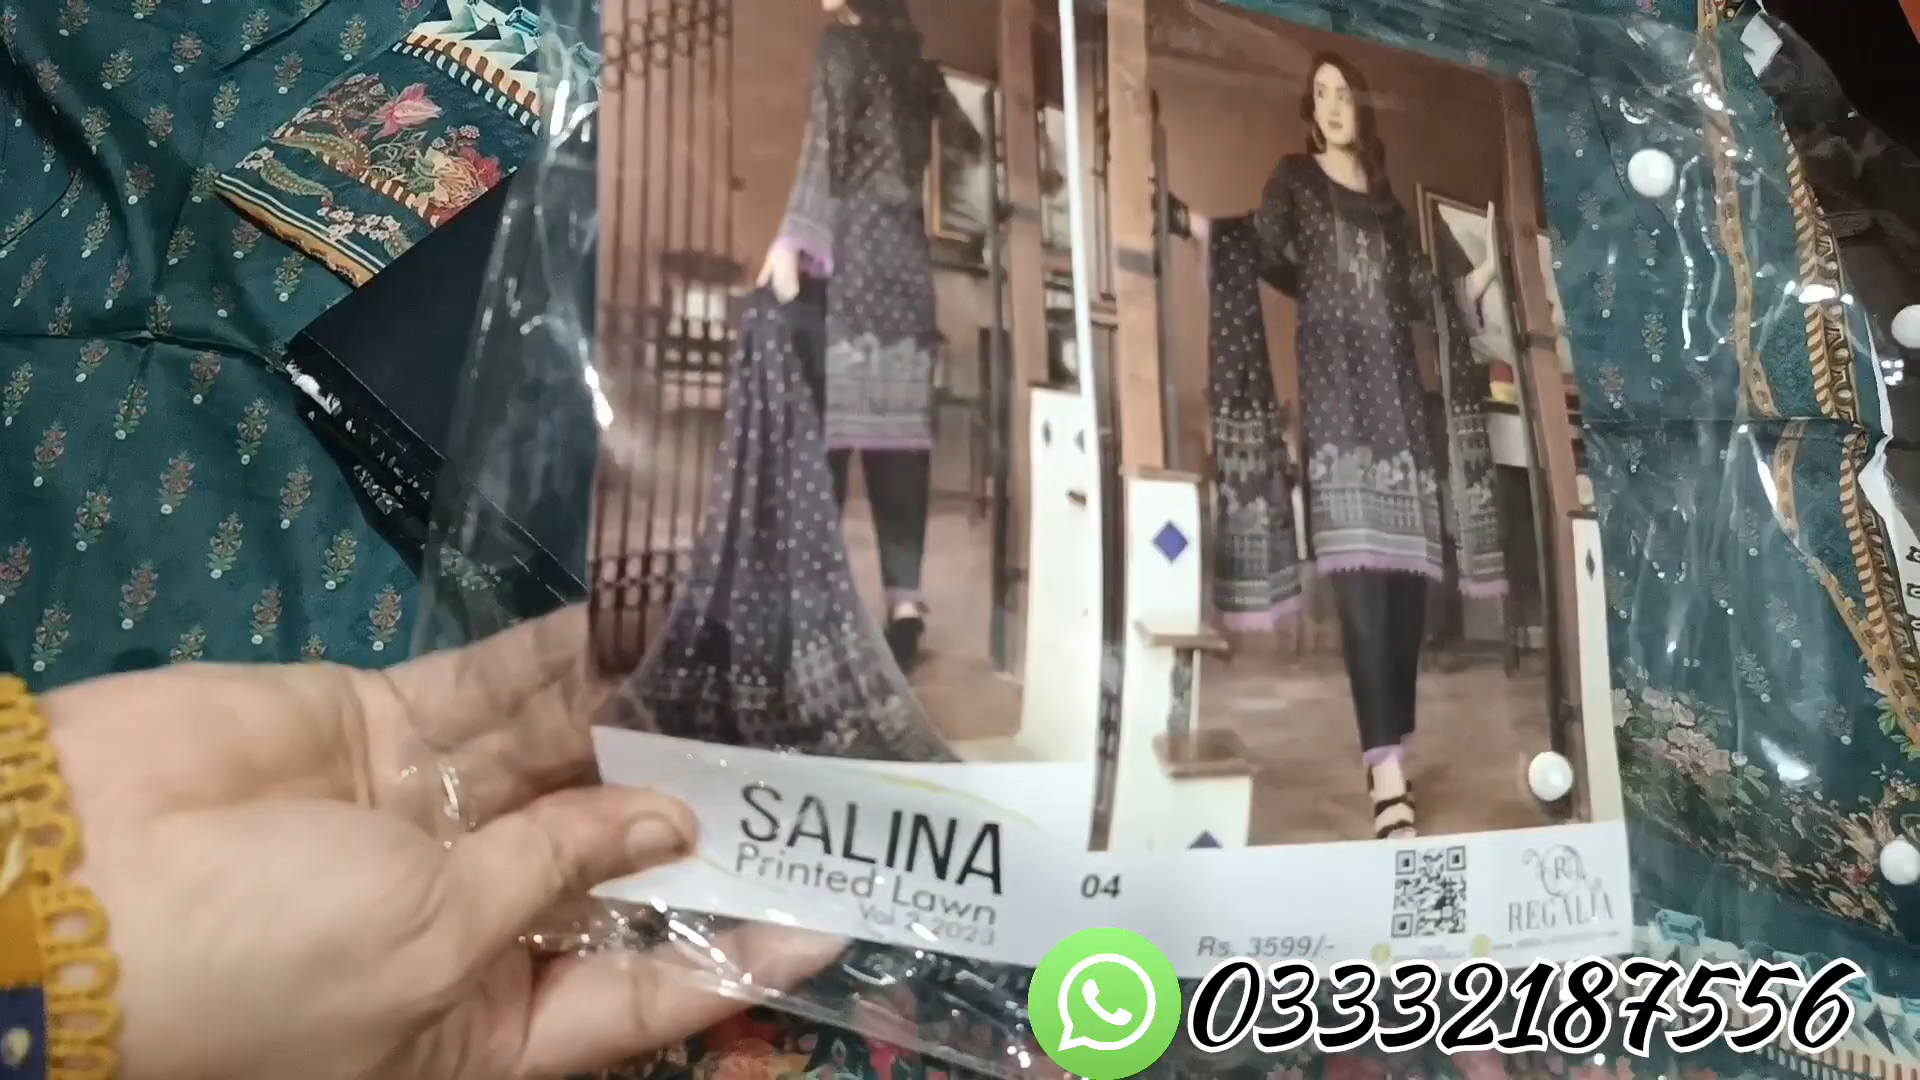 SALINA
Printed Lawn
Vol 2-2023
04
Rs. 3599/-
REGALIA
03332187556